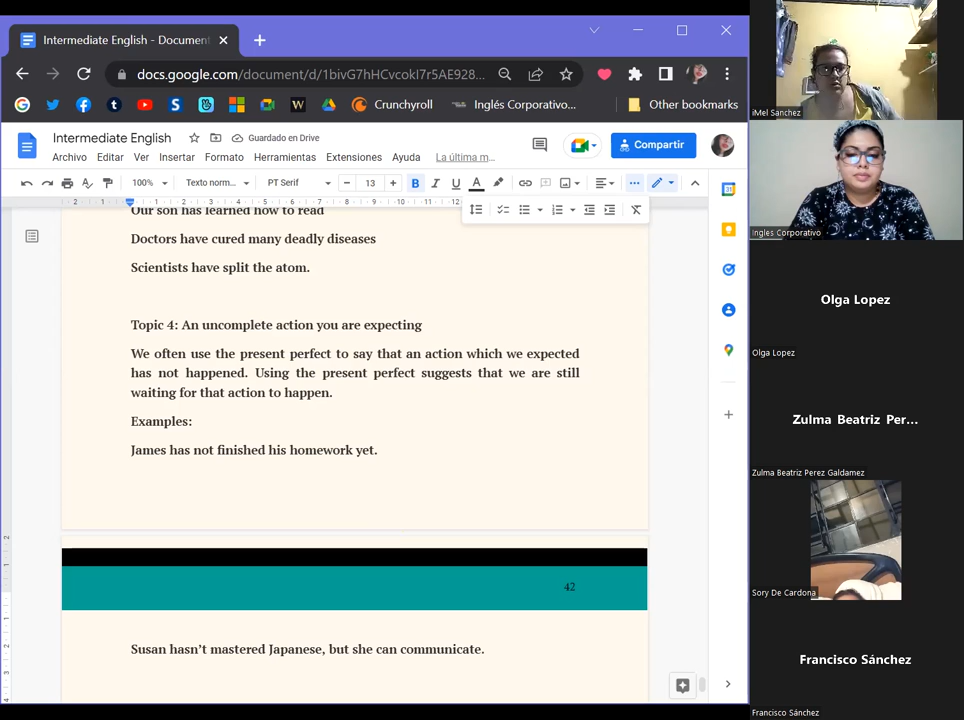 Intermediate English - Document
docs.google.com/document/d/1bivG7hHCvcokI7r5AE928...
Crunchyroll
Inglés Corporativo...
Other bookmarks
Intermediate English
Guardado en Drive
Archivo Editar Ver Insertar Formato Herramientas Extensiones Ayuda La última m...
Compartir
100% Texto norm... PT Serif 13
Our son has learned how to read
Doctors have cured many deadly diseases
Scientists have split the atom.
Topic 4: An uncomplete action you are expecting
We often use the present perfect to say that an action which we expected
has not happened. Using the present perfect suggests that we are still
waiting for that action to happen.
Examples:
James has not finished his homework yet.
42
Susan hasn't mastered Japanese, but she can communicate.
iMel Sanchez
Ingles Corporativo
Olga Lopez
Olga Lopez
Zulma Beatriz Per...
Zulma Beatriz Perez Galdamez
Sory De Cardona
Francisco Sánchez
Francisco Sánchez